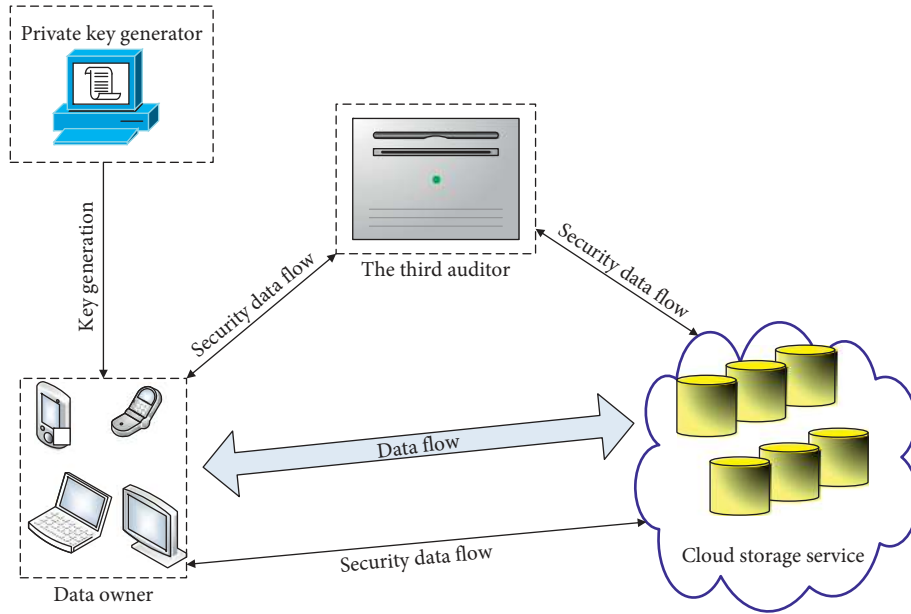 Private key generator
Key generation
The third auditor
Security data flow
Security data flow
Data flow
Security data flow
Data owner
Cloud storage service